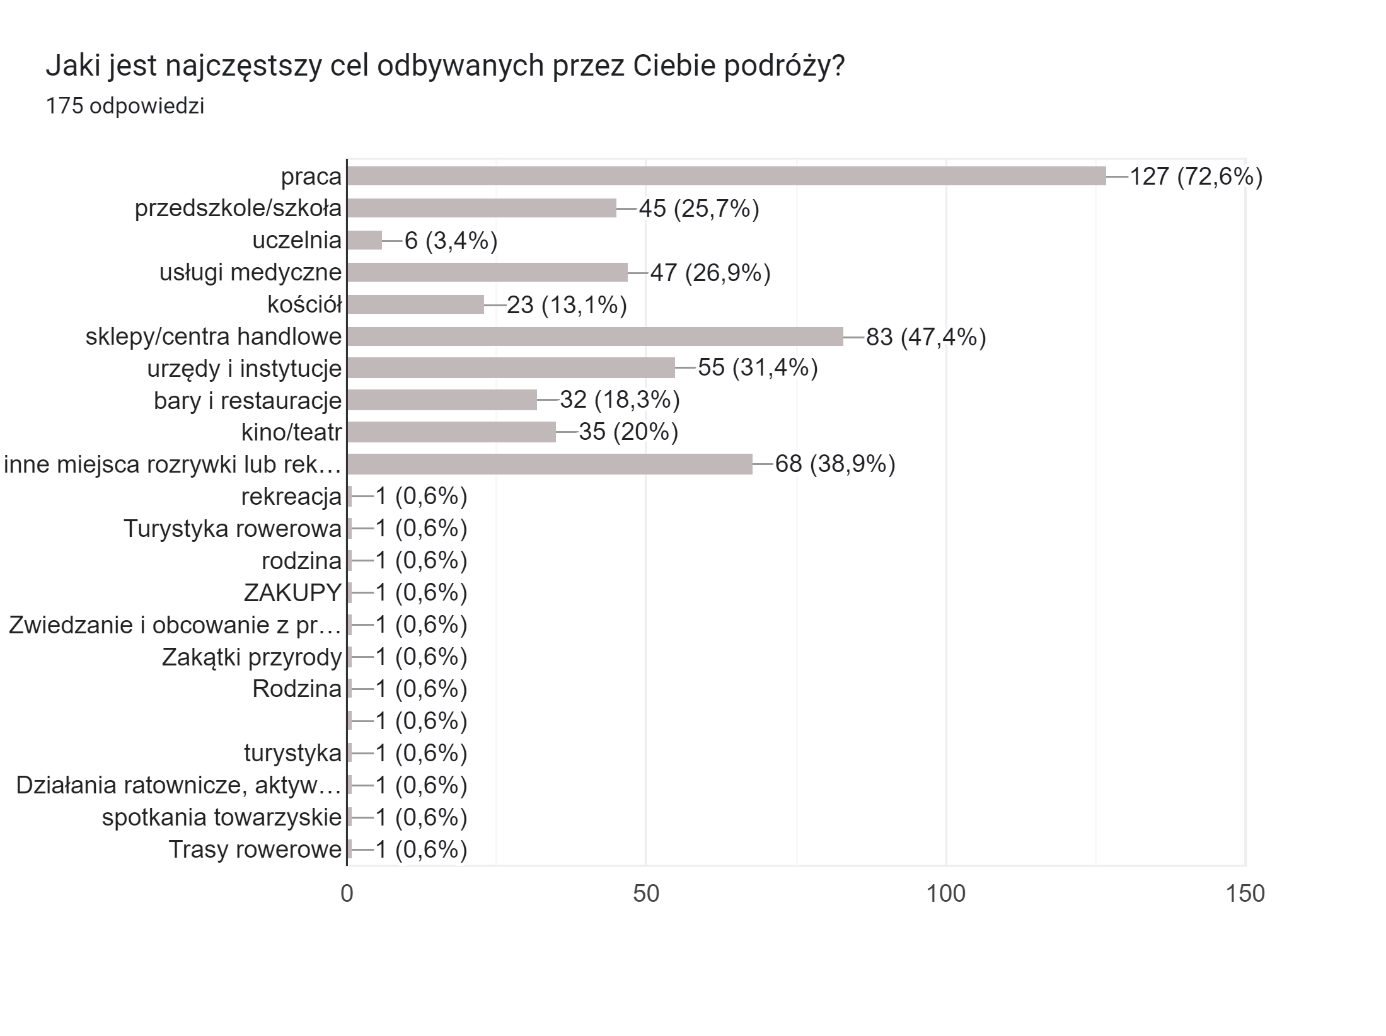 Jaki jest najczęstszy cel odbywanych przez Ciebie podróży?
175 odpowiedzi
praca 127 (72,6%)
przedszkole/szkoła 45 (25,7%)
uczelnia 6 (3,4%)
usługi medyczne 47 (26,9%)
kościół 23 (13,1%)
sklepy/centra handlowe 83 (47,4%)
urzędy i instytucje 55 (31,4%)
bary i restauracje 32 (18,3%)
kino/teatr 35 (20%)
inne miejsca rozrywki lub rek… 68 (38,9%)
rekreacja 1 (0,6%)
Turystyka rowerowa 1 (0,6%)
rodzina 1 (0,6%)
ZAKUPY 1 (0,6%)
Zwiedzanie i obcowanie z pr… 1 (0,6%)
Zakątki przyrody 1 (0,6%)
Rodzina 1 (0,6%)
1 (0,6%)
turystyka 1 (0,6%)
Działania ratownicze, aktyw… 1 (0,6%)
spotkania towarzyskie 1 (0,6%)
Trasy rowerowe 1 (0,6%)
0 50 100 150